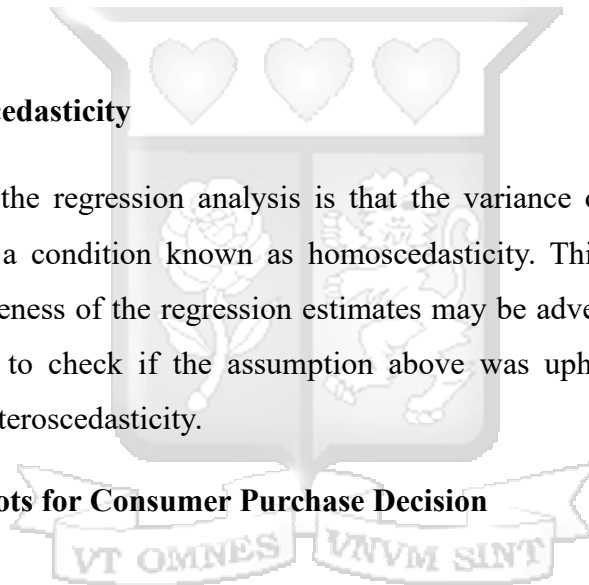 cedasticity
the regression analysis is that the variance
a condition known as homoscedasticity. Thi
eness of the regression estimates may be adve
to check if the assumption above was uph
teroscedasticity.
ots for Consumer Purchase Decision
VT OMNES VNVM SINT